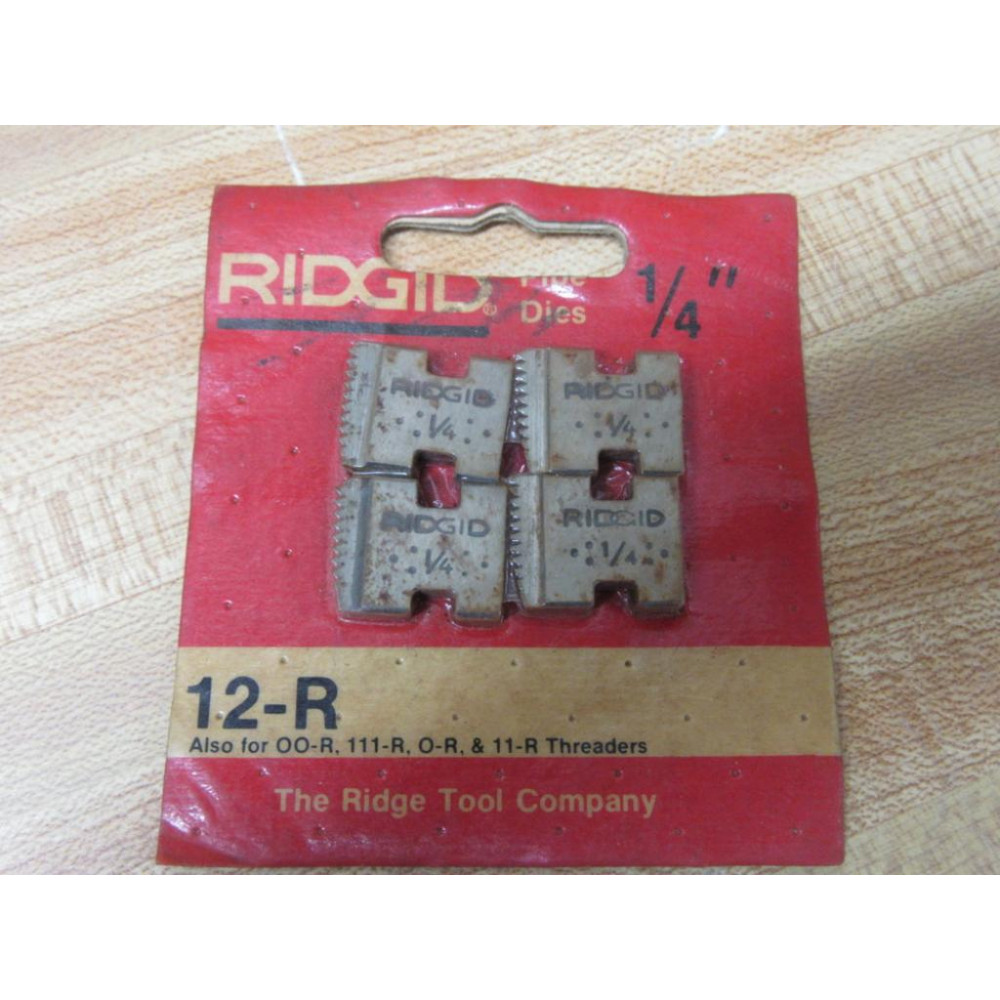 RIDGID®
Pipe
Dies
1/4"
RIDGID
1/4
RIDGID
1/4
RIDGID
1/4
RIDGID
1/4
12-R
Also for OO-R, 111-R, O-R, & 11-R Threaders
The Ridge Tool Company